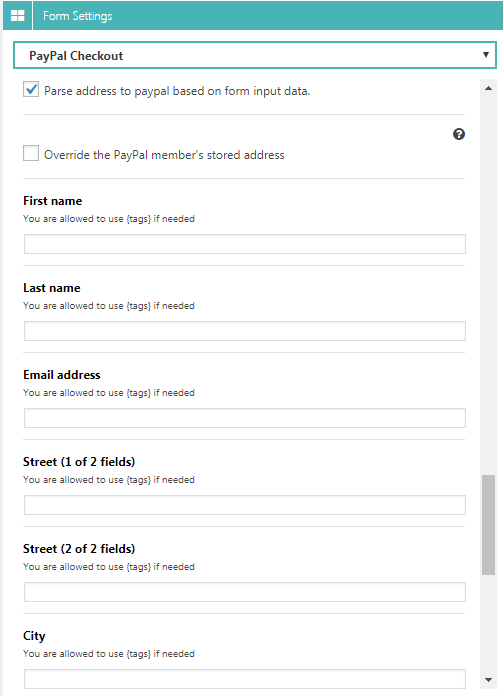 Form Settings
PayPal Checkout
Parse address to paypal based on form input data.
Override the PayPal member's stored address
First name
You are allowed to use {tags} if needed
Last name
You are allowed to use {tags} if needed
Email address
You are allowed to use {tags} if needed
Street (1 of 2 fields)
You are allowed to use {tags} if needed
Street (2 of 2 fields)
You are allowed to use {tags} if needed
City
You are allowed to use {tags} if needed